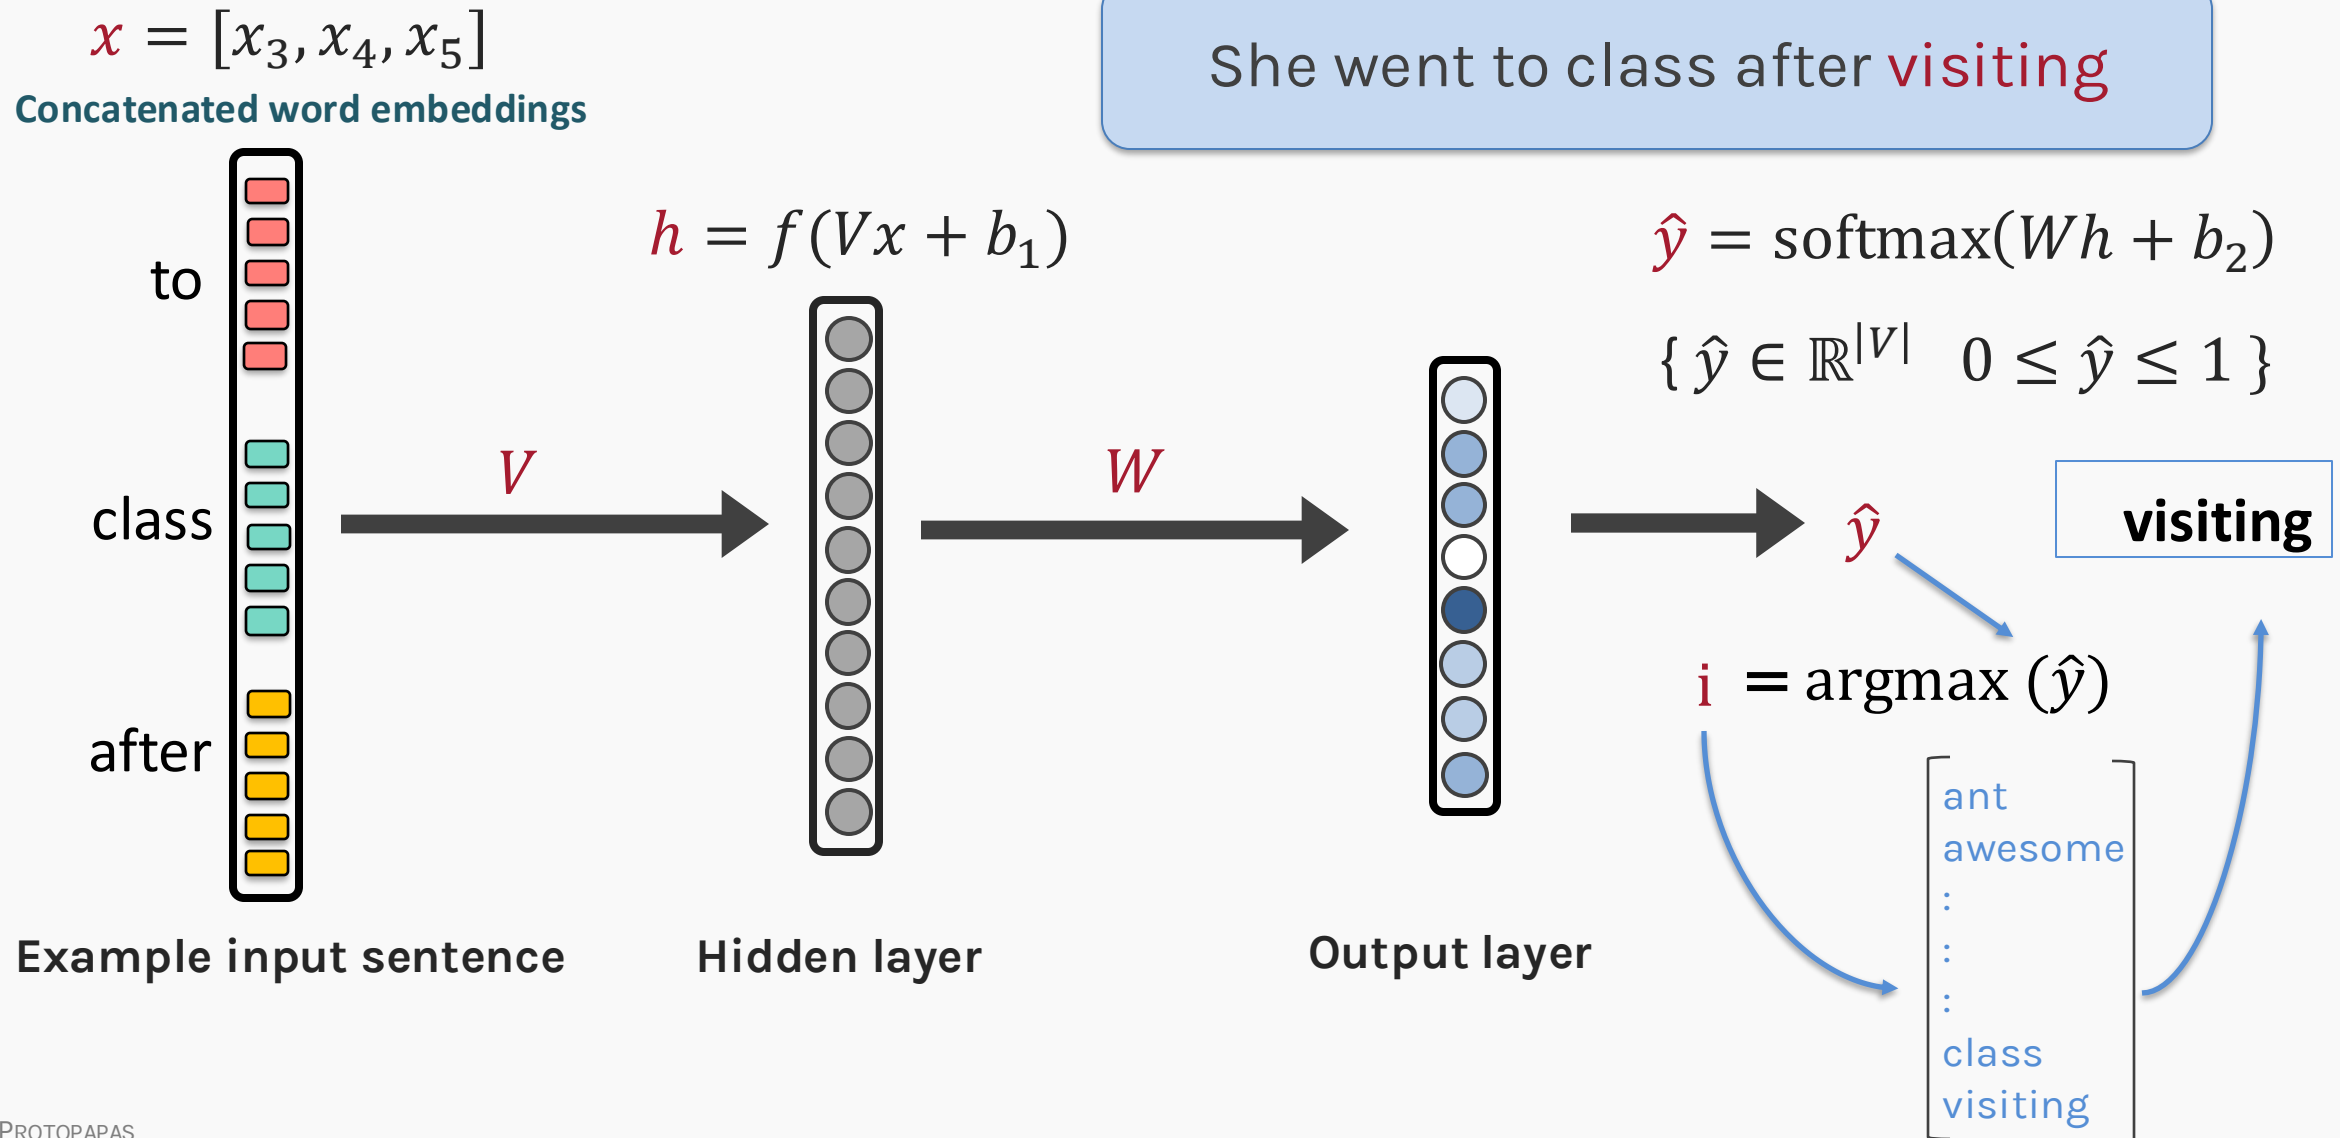 x = [x₃, x₄, x₅]
Concatenated word embeddings
She went to class after visiting
h = f(Vx + b₁)
ŷ = softmax(Wh + b₂)
{ ŷ ∈ ℝ^|V| 0 ≤ ŷ ≤ 1 }
to
class
after
V
W
ŷ
visiting
i = argmax (ŷ)
ant
awesome
:
:
:
class
visiting
Example input sentence
Hidden layer
Output layer
PROTOPAPAS